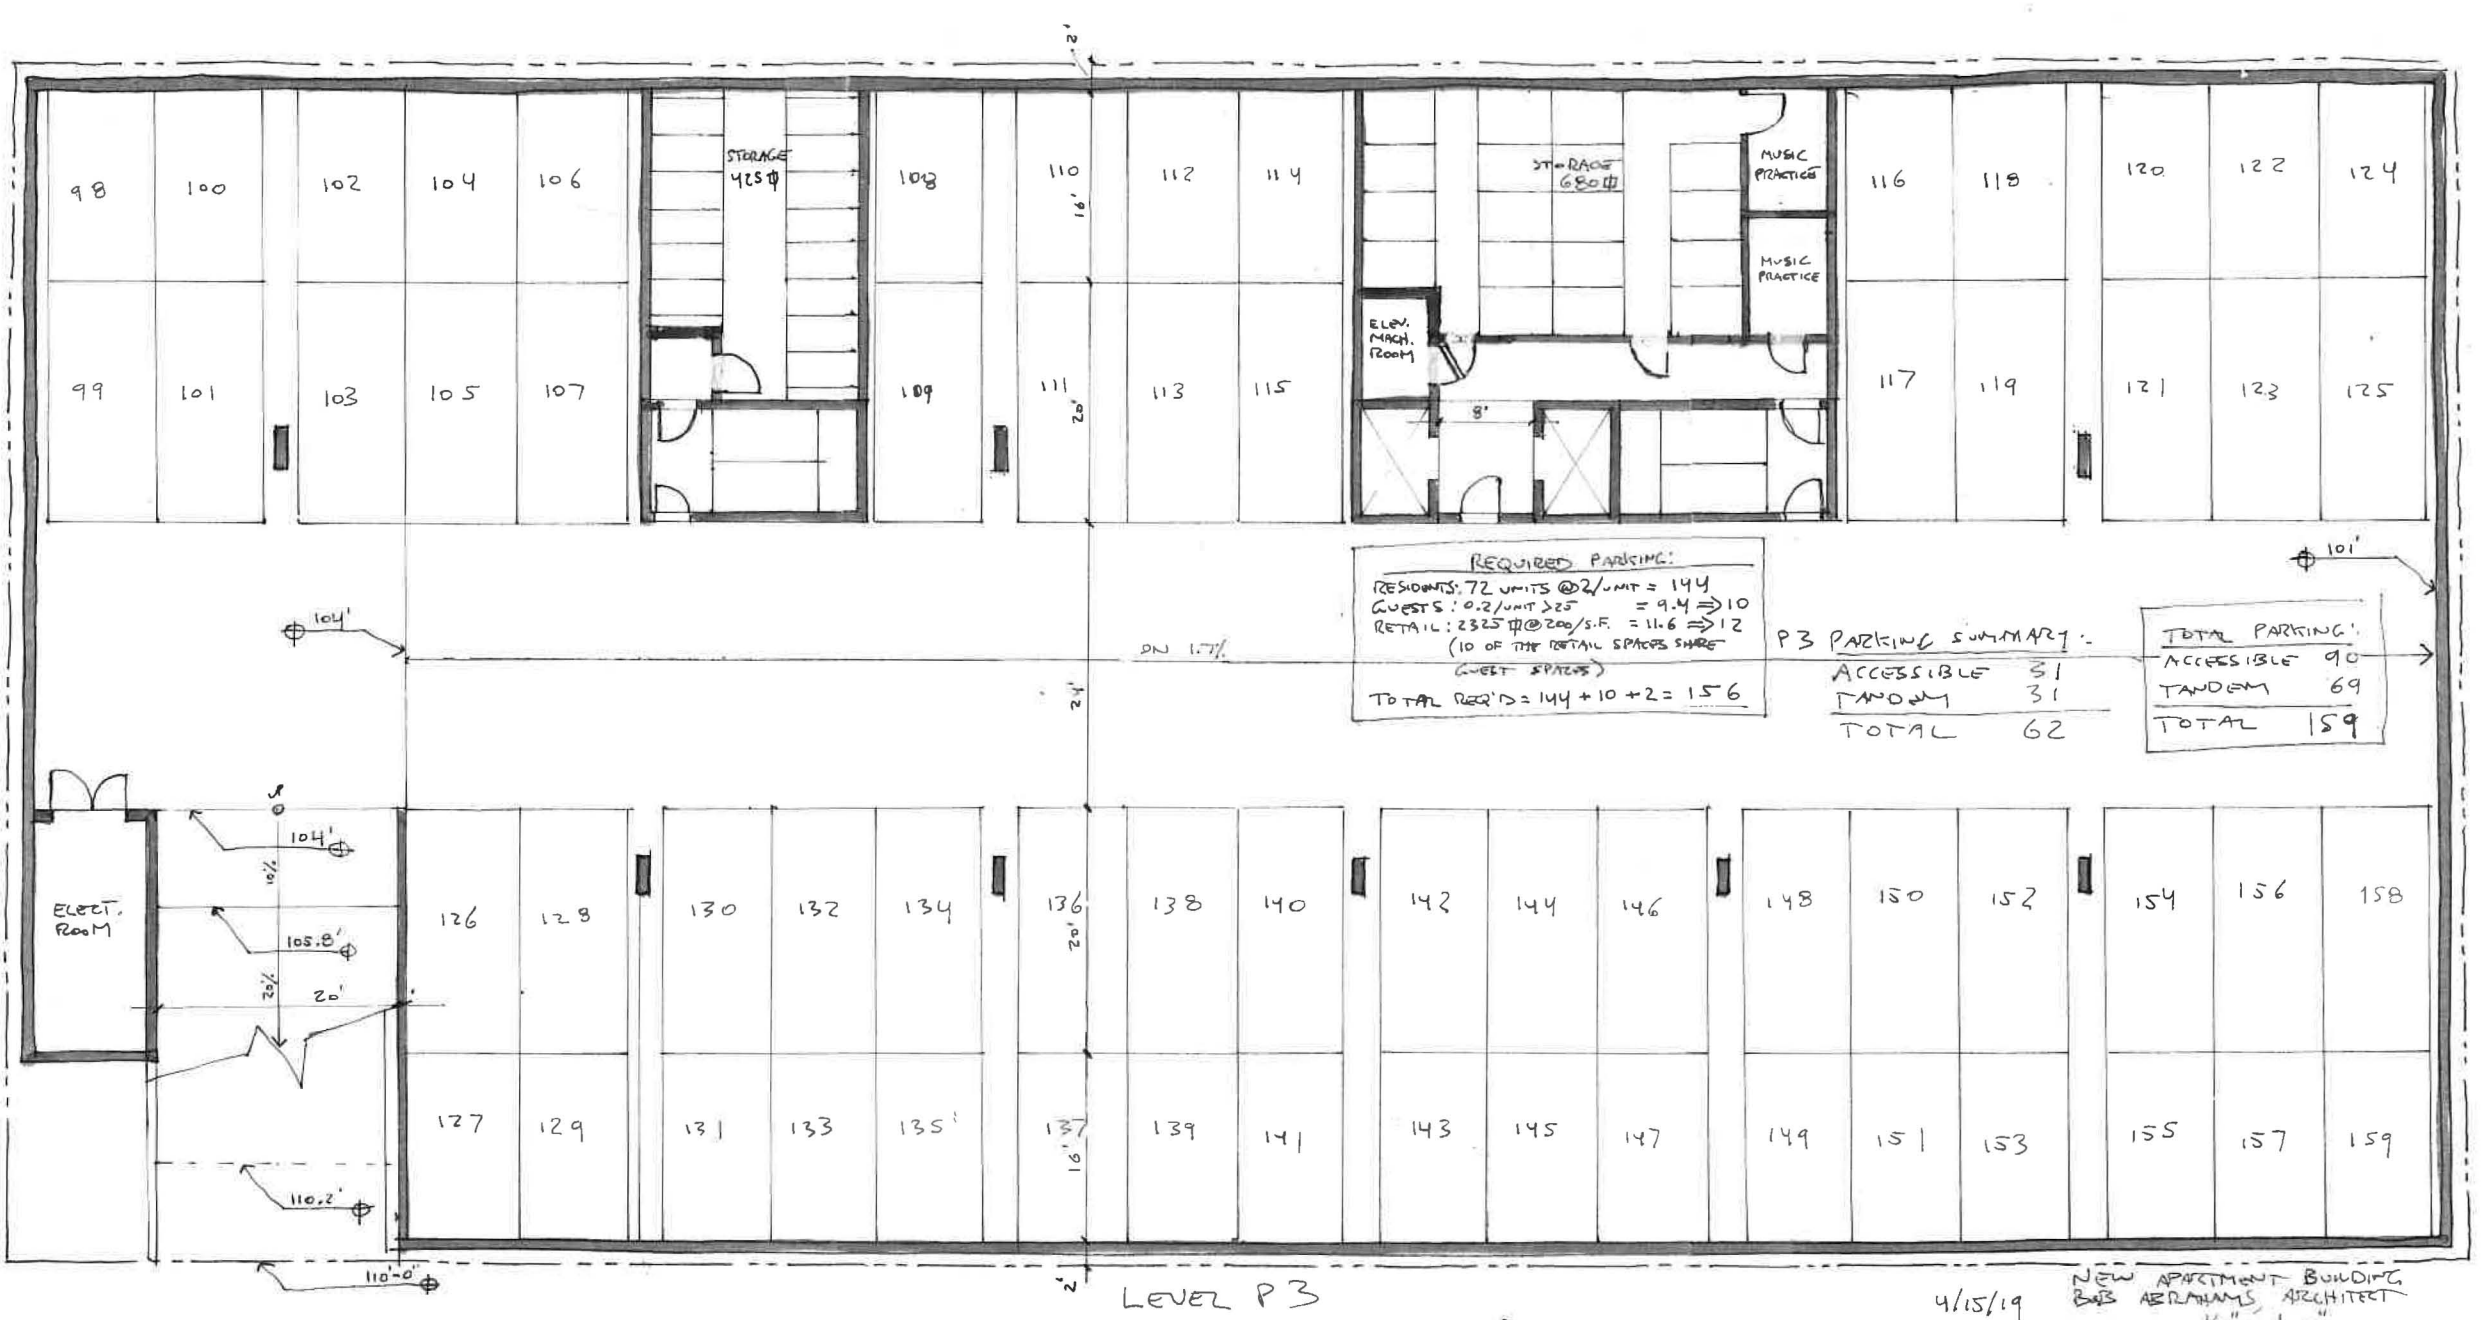 2'
98
100
102
104
106
STORAGE
425 ⏍
108
110
16'
112
114
STORAGE
680 ⏍
MUSIC
PRACTICE
MUSIC
PRACTICE
116
118
120
122
124
99
101
103
105
107
109
111
20'
113
115
ELEV.
MACH.
ROOM
8'
117
119
121
123
125
104'
DN 1.7%
24'
REQUIRED PARKING:
RESIDENTS: 72 UNITS @2/UNIT = 144
GUESTS: 0.2/UNIT >25 = 9.4 => 10
RETAIL: 2325 ⏍ @ 200/S.F. = 11.6 => 12
(10 OF THE RETAIL SPACES SHARE
GUEST SPACES)
TOTAL REQ'D = 144 + 10 + 2 = 156
P3 PARKING SUMMARY:
ACCESSIBLE 31
TANDEM 31
TOTAL 62
101'
TOTAL PARKING:
ACCESSIBLE 90
TANDEM 69
TOTAL 159
104'
10%
ELECT.
ROOM
105.8'
20%
20'
126
128
130
132
134
136
20'
138
140
142
144
146
148
150
152
154
156
158
127
129
131
133
135
137
16'
139
141
143
145
147
149
151
153
155
157
159
110.2'
110'-0"
2'
LEVEL P3
4/15/19
NEW APARTMENT BUILDING
BOB ABRAHAMS, ARCHITECT